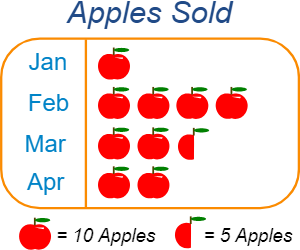 Apples Sold
Jan
Feb
Mar
Apr
= 10 Apples = 5 Apples